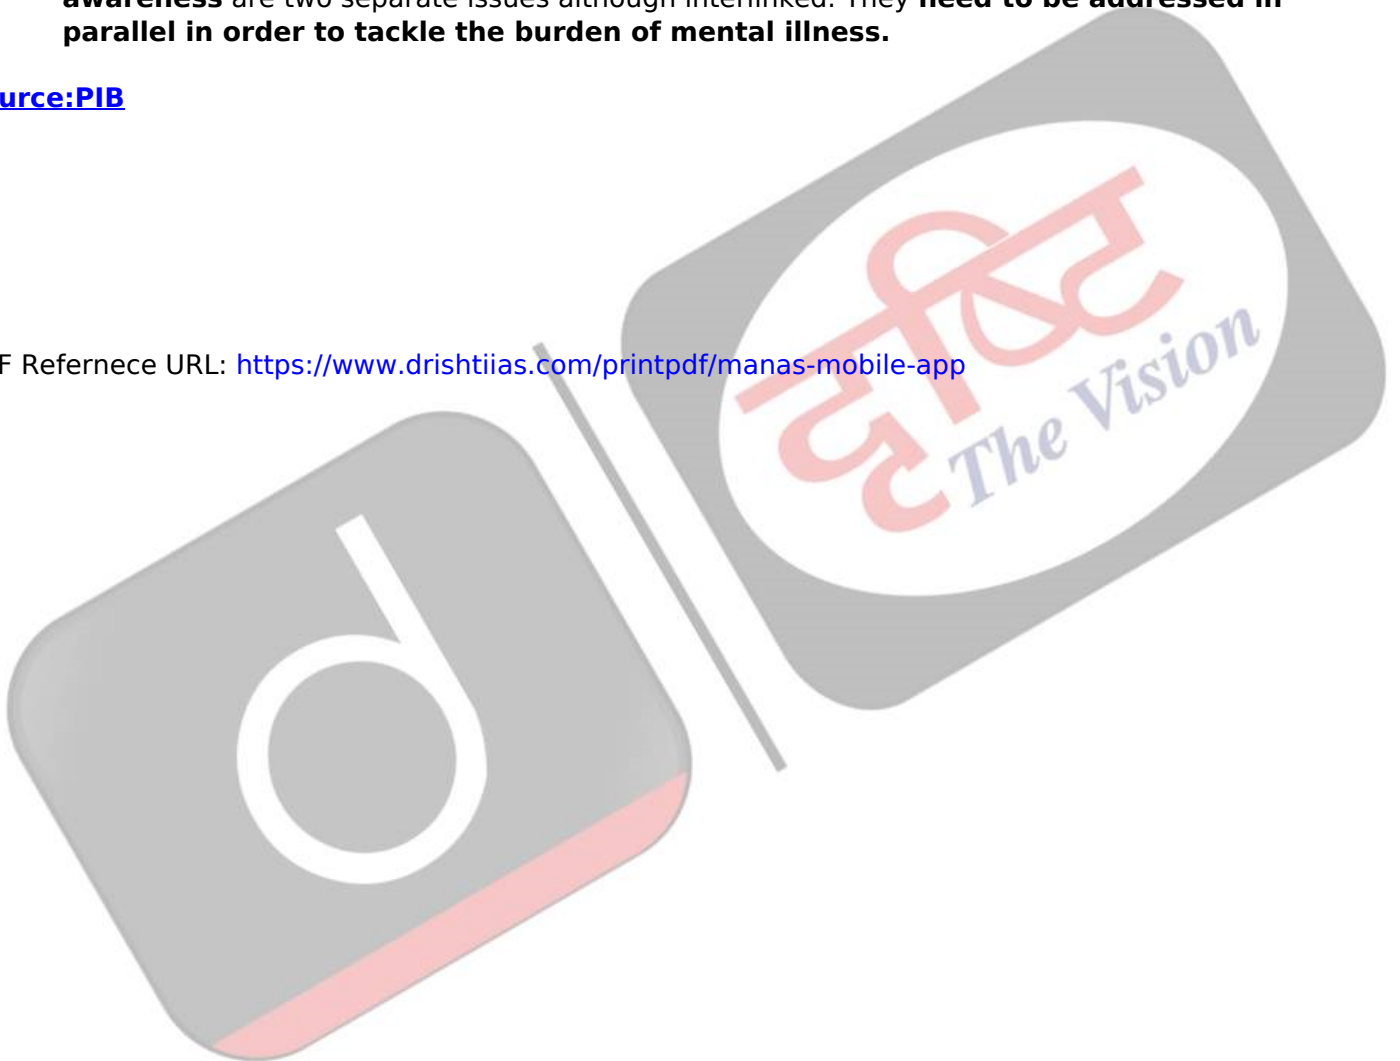 awareness are two separate issues although interlinked. They need to be addressed in
parallel in order to tackle the burden of mental illness.
urce:PIB
F Refernece URL: https://www.drishtiias.com/printpdf/manas-mobile-app
दृष्टि
The Vision
d